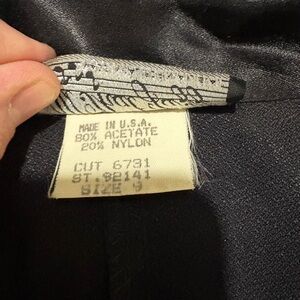 MADE IN U.S.A.
80% ACETATE
20% NYLON
CUT 6731
ST.92141
SIZE 9